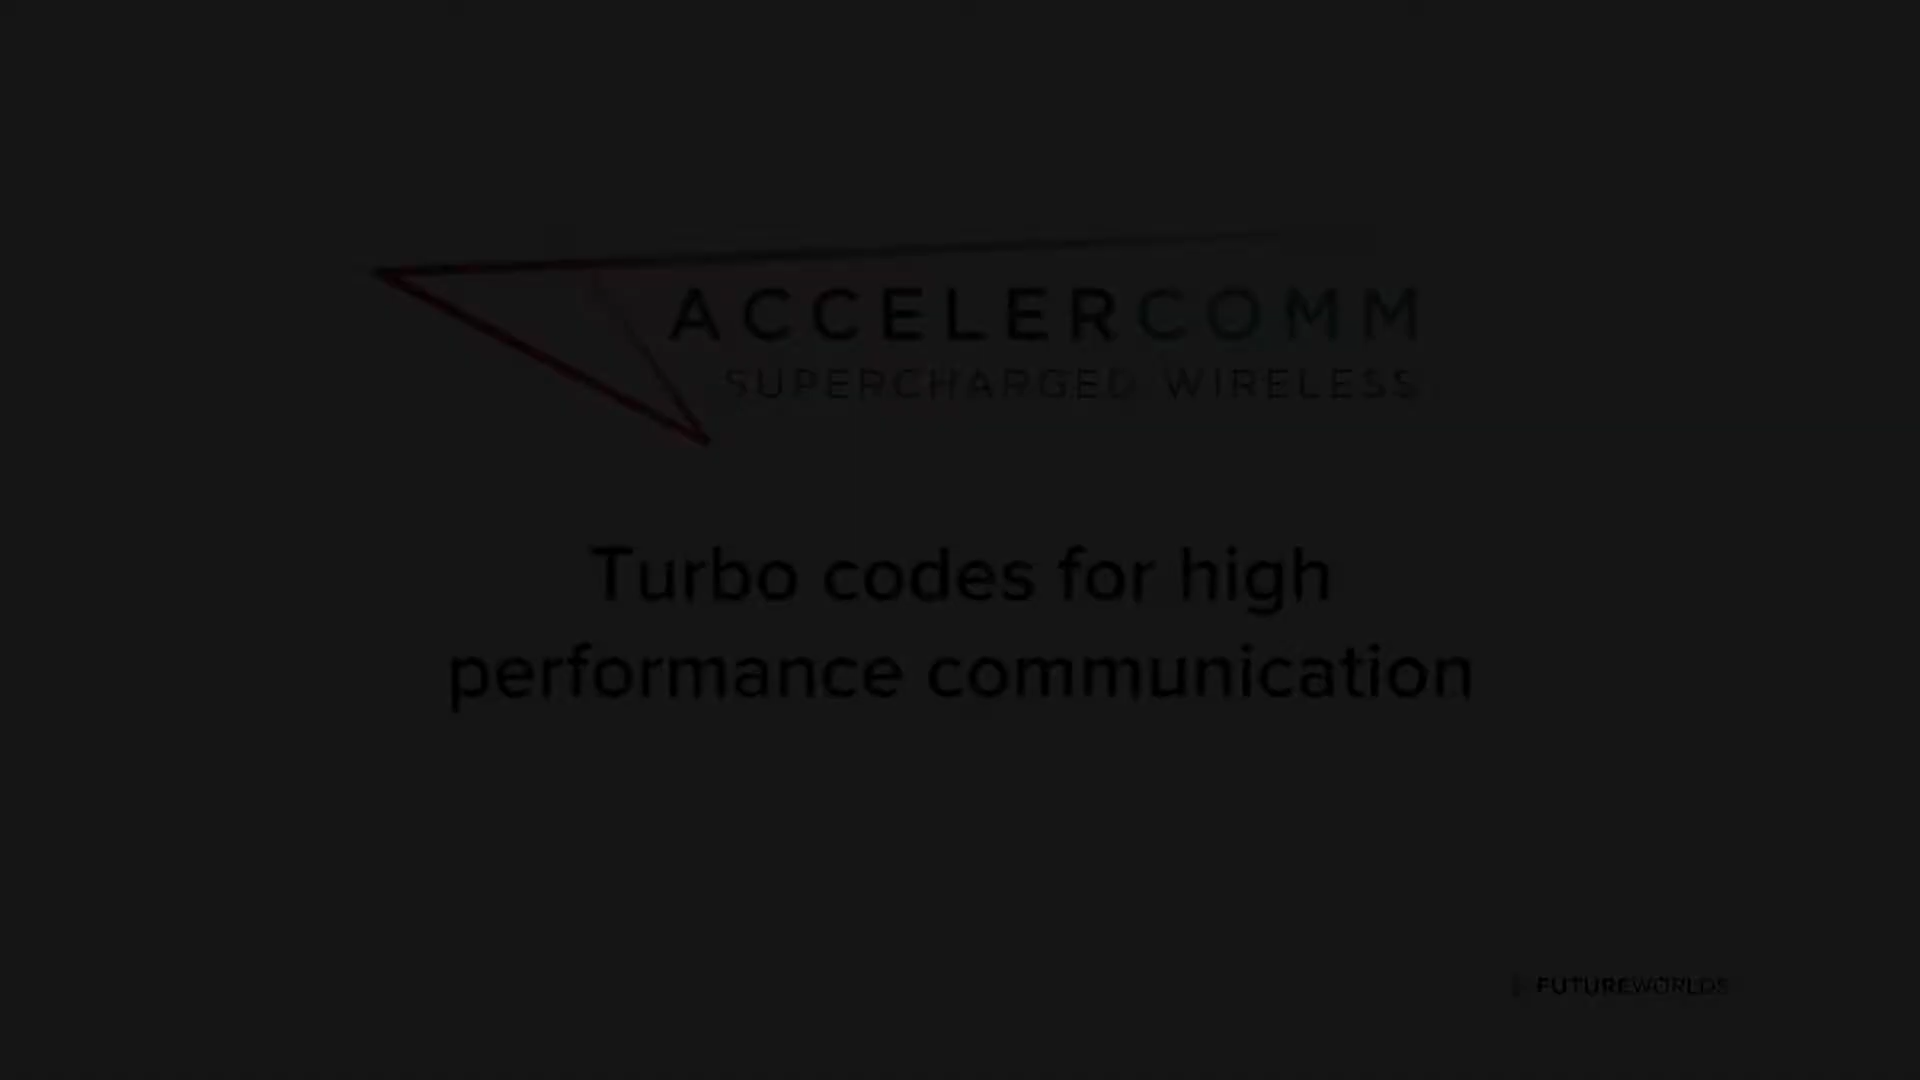 ACCELERCOMM
SUPERCHARGED WIRELESS
Turbo codes for high
performance communication
FUTUREWORLDS